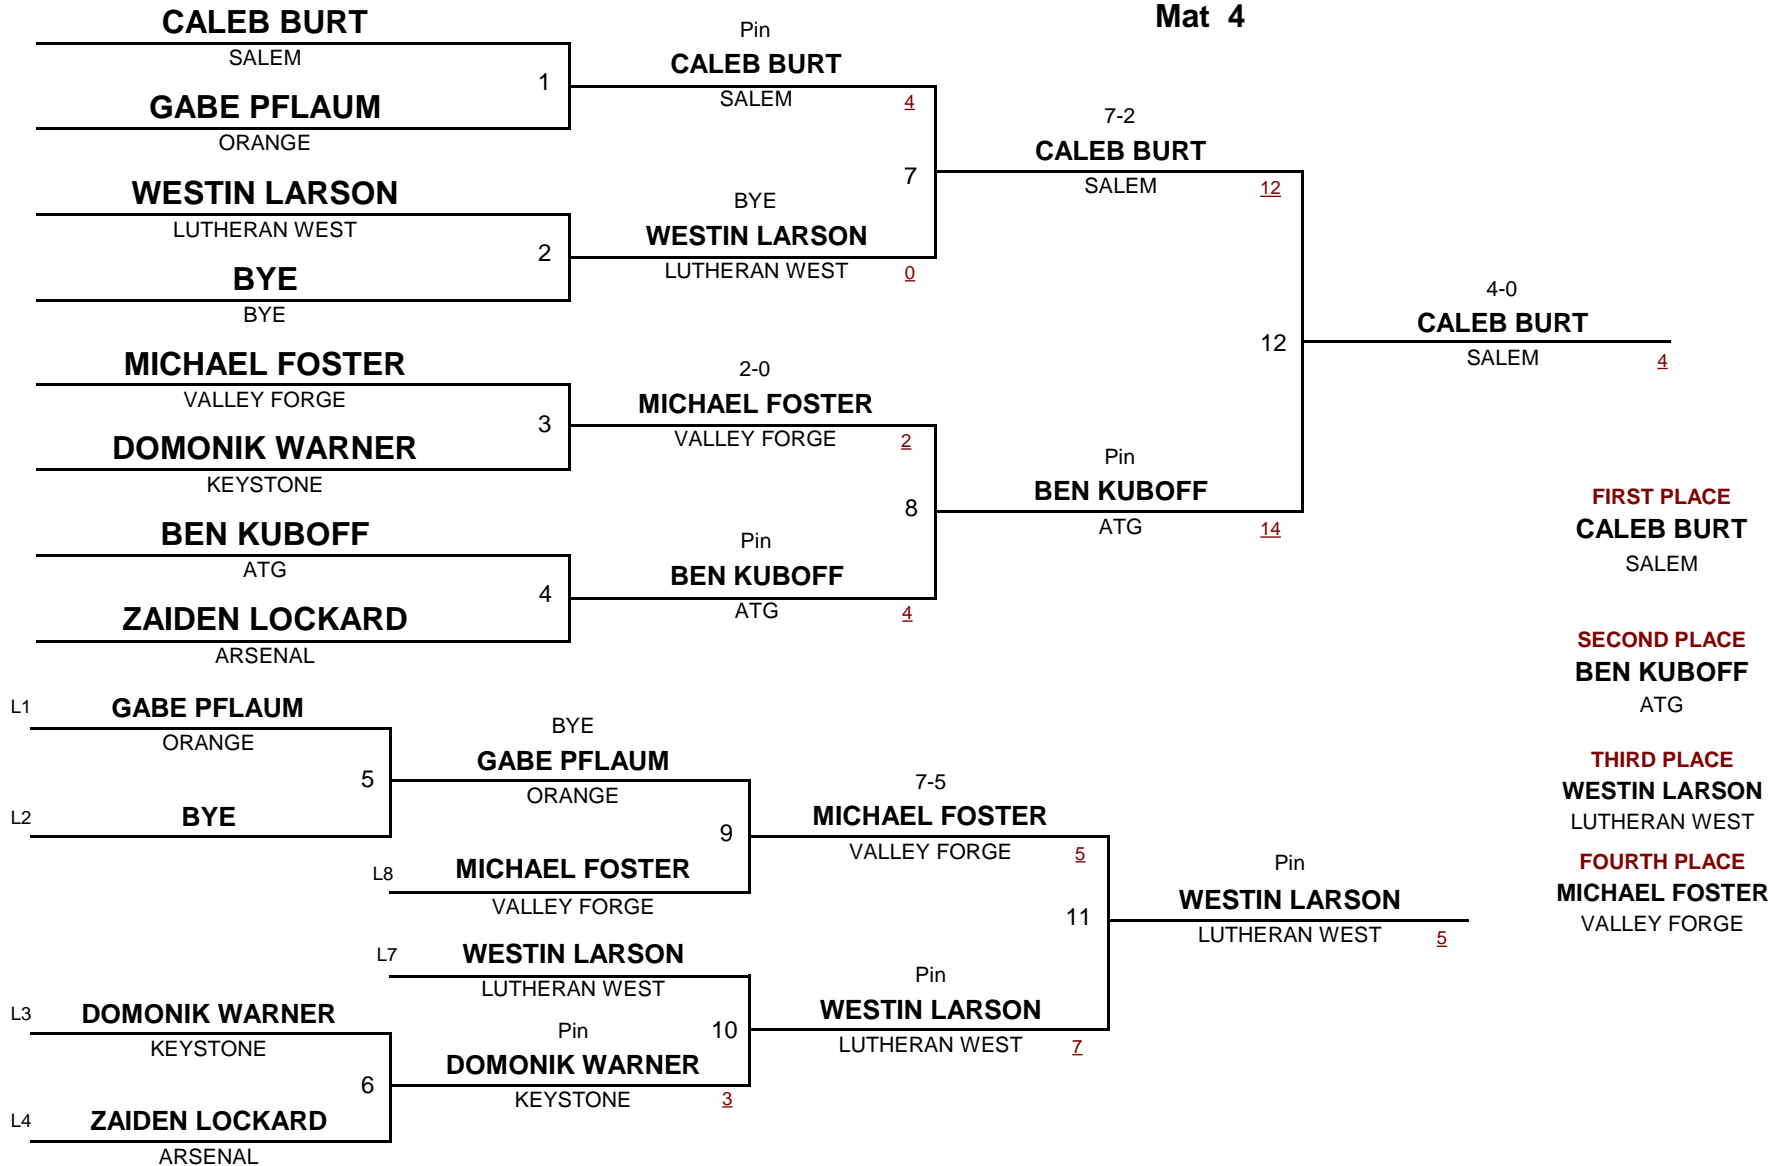 Mat 4
CALEB BURT
SALEM
1
GABE PFLAUM
ORANGE
WESTIN LARSON
LUTHERAN WEST
2
BYE
BYE
MICHAEL FOSTER
VALLEY FORGE
3
DOMONIK WARNER
KEYSTONE
BEN KUBOFF
ATG
4
ZAIDEN LOCKARD
ARSENAL
Pin
CALEB BURT
SALEM 4
7
BYE
WESTIN LARSON
LUTHERAN WEST 0
2-0
MICHAEL FOSTER
VALLEY FORGE 2
8
Pin
BEN KUBOFF
ATG 4
7-2
CALEB BURT
SALEM 12
12
Pin
BEN KUBOFF
ATG 14
4-0
CALEB BURT
SALEM 4
FIRST PLACE
CALEB BURT
SALEM
SECOND PLACE
BEN KUBOFF
ATG
THIRD PLACE
WESTIN LARSON
LUTHERAN WEST
FOURTH PLACE
MICHAEL FOSTER
VALLEY FORGE
L1 GABE PFLAUM
ORANGE
5
L2 BYE
BYE
GABE PFLAUM
ORANGE
9
L8 MICHAEL FOSTER
VALLEY FORGE
L7 WESTIN LARSON
LUTHERAN WEST
10
L3 DOMONIK WARNER
KEYSTONE
6
L4 ZAIDEN LOCKARD
ARSENAL
Pin
DOMONIK WARNER
KEYSTONE 3
7-5
MICHAEL FOSTER
VALLEY FORGE 5
11
Pin
WESTIN LARSON
LUTHERAN WEST 7
Pin
WESTIN LARSON
LUTHERAN WEST 5